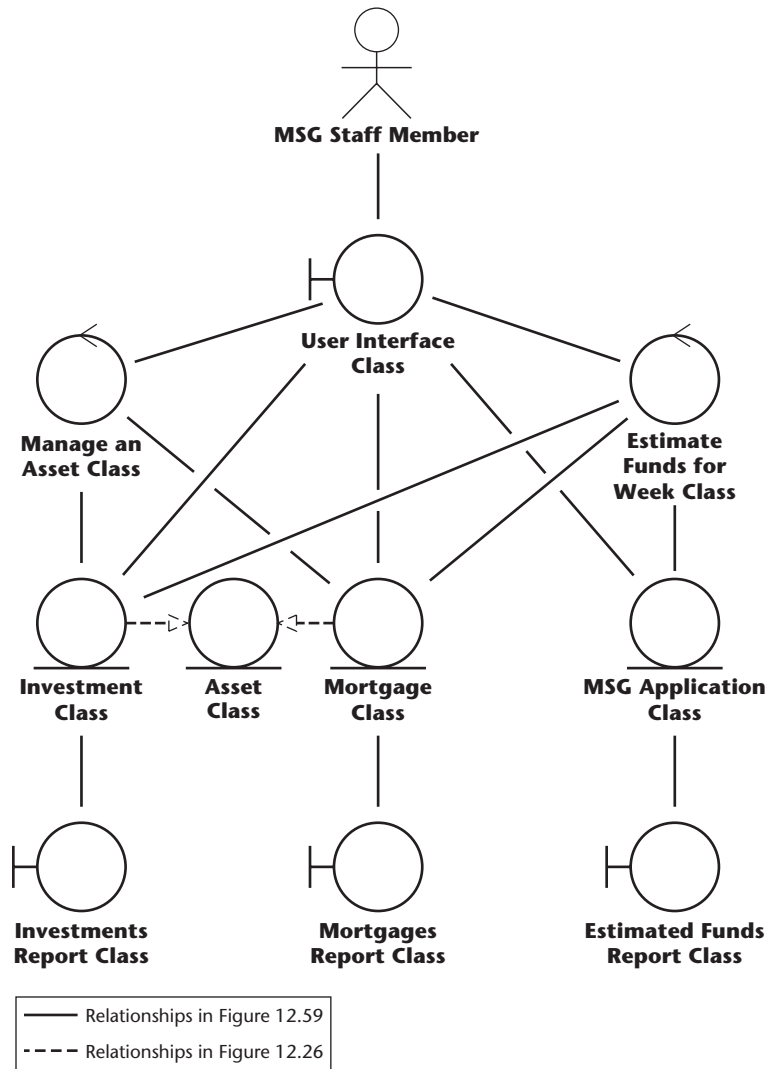 MSG Staff Member
User Interface
Class
Manage an
Asset Class
Estimate
Funds for
Week Class
Investment
Class
Asset
Class
Mortgage
Class
MSG Application
Class
Investments
Report Class
Mortgages
Report Class
Estimated Funds
Report Class
Relationships in Figure 12.59
Relationships in Figure 12.26